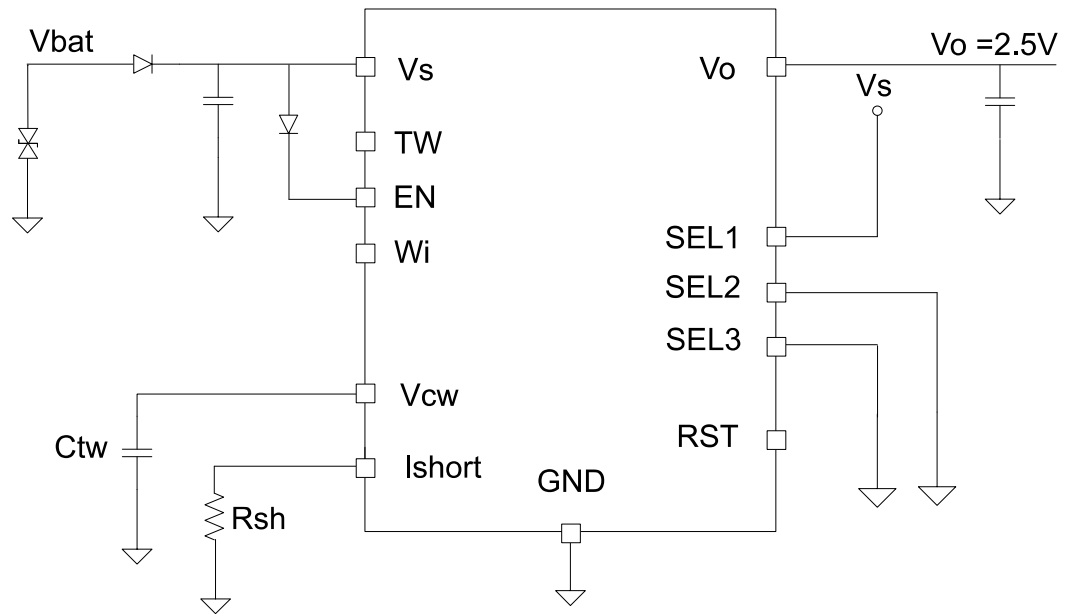 Vbat
Vo =2.5V
Vs
Vo
Vs
TW
EN
Wi
SEL1
SEL2
SEL3
Vcw
Ctw
RST
Ishort
GND
Rsh